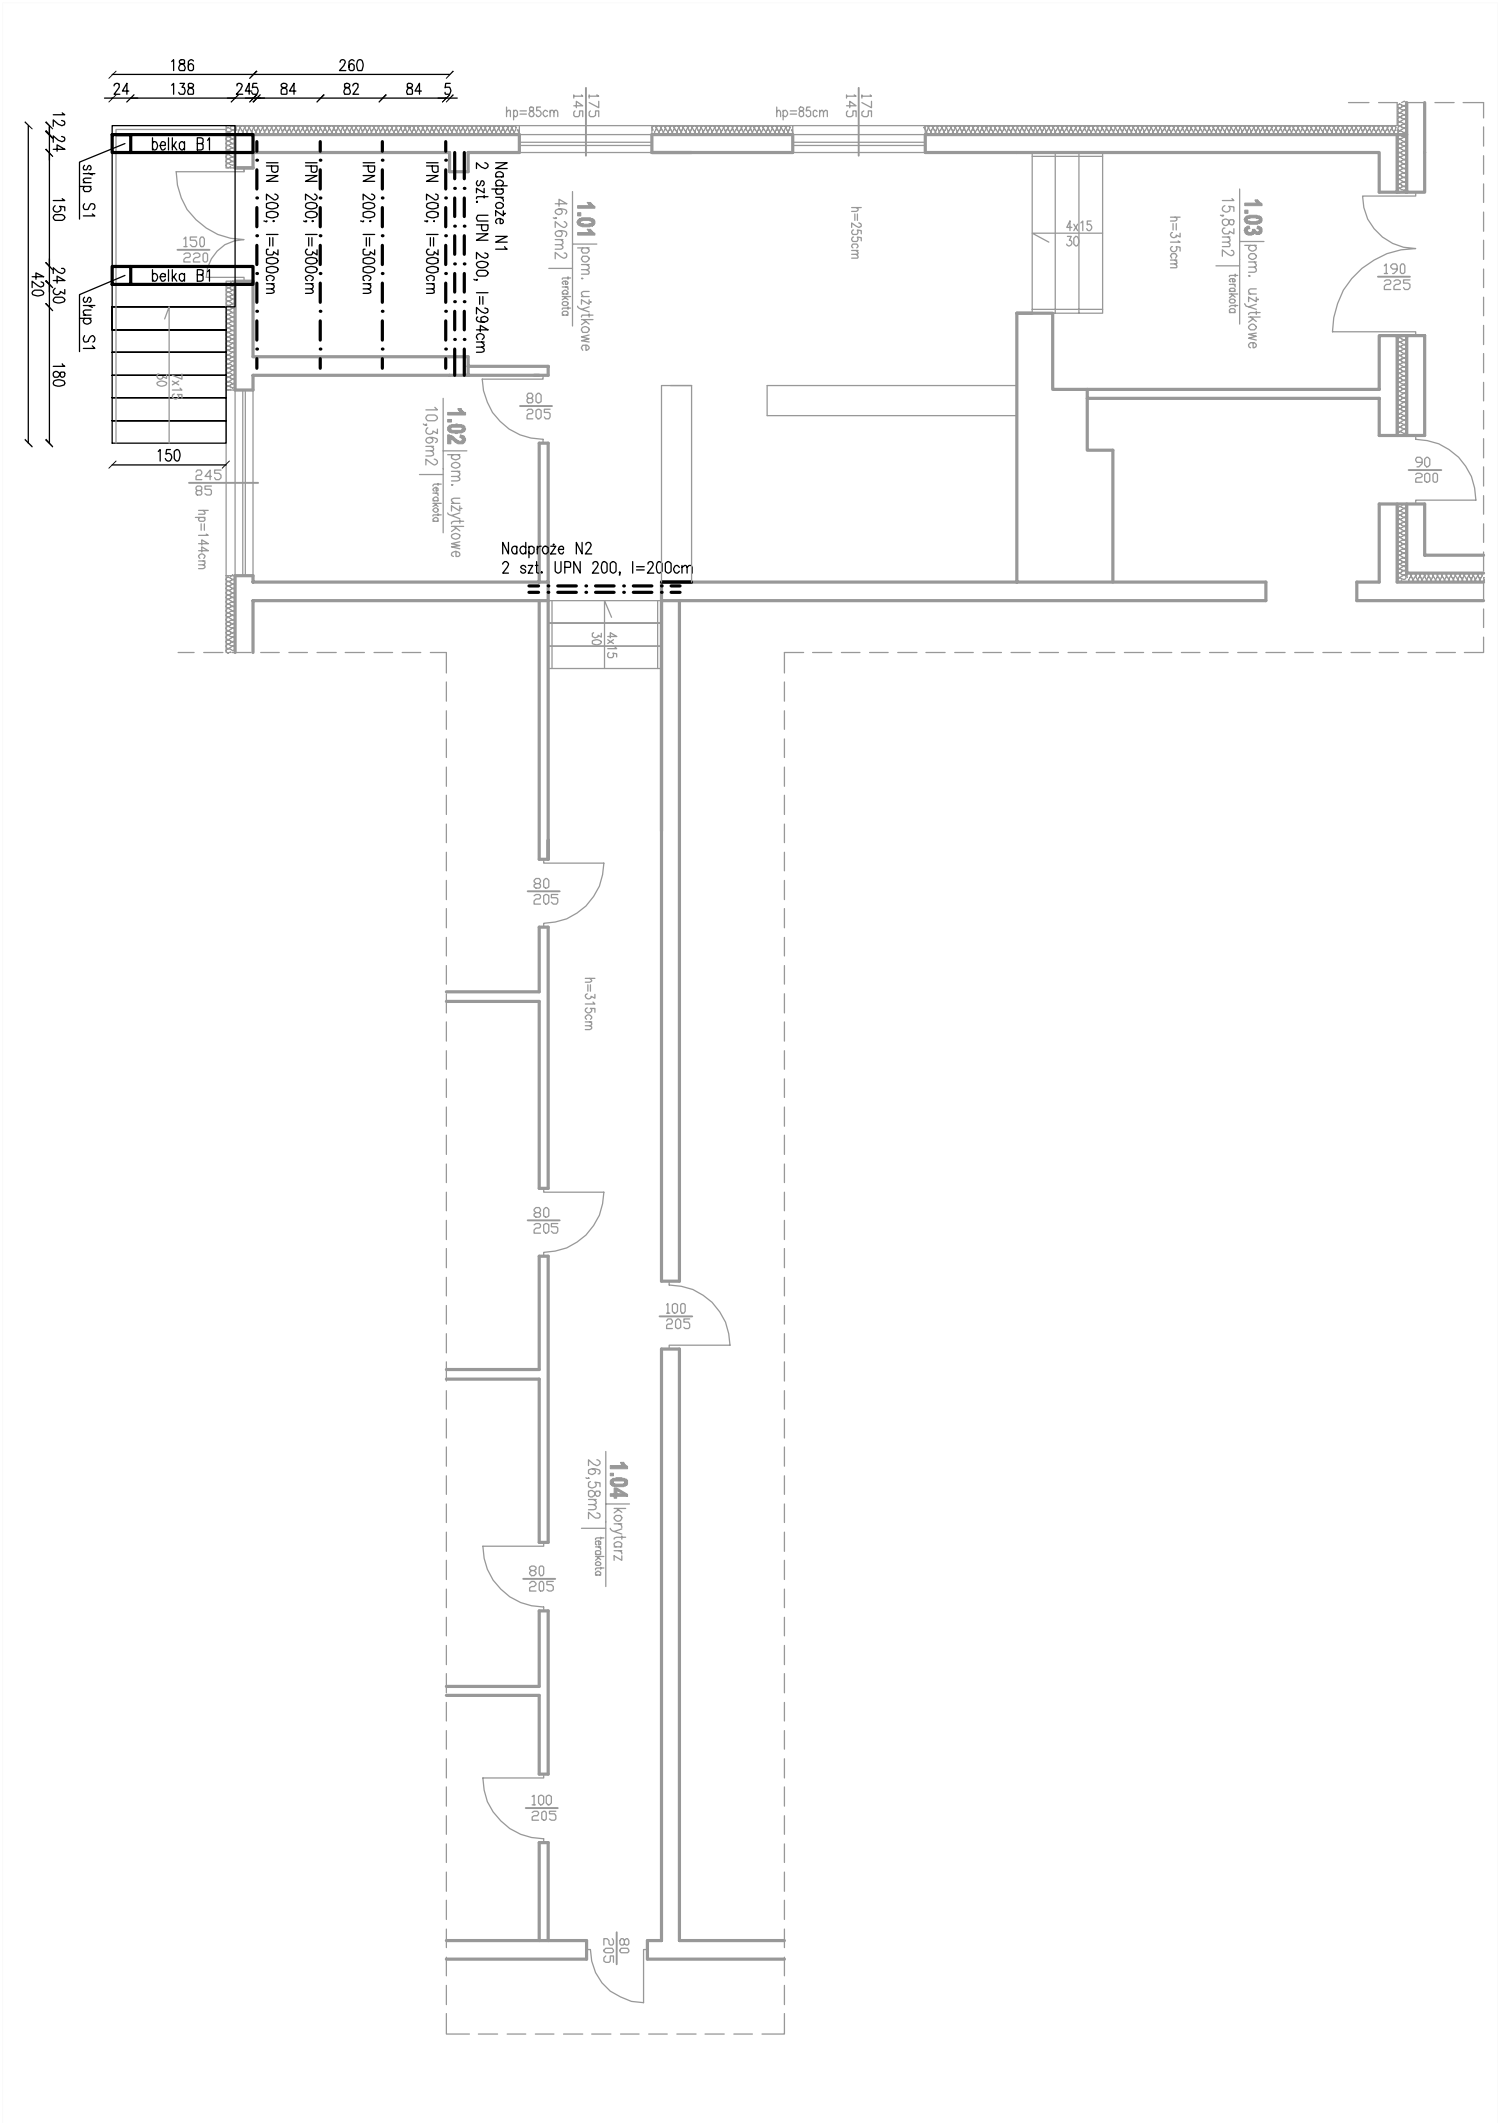 186
260
24
138
24
5
84
82
84
5
hp=85cm
175
145
hp=85cm
175
145
12
24
150
24
30
180
420
belka B1
słup S1
belka B1
słup S1
150
220
7x15
30
150
245
85
hp=144cm
IPN 200; l=300cm
IPN 200; l=300cm
IPN 200; l=300cm
IPN 200; l=300cm
Nadproże N1
2 szt. UPN 200, l=294cm
1.01 pom. użytkowe
46,26m2 terakota
h=255cm
4x15
30
h=315cm
1.03 pom. użytkowe
15,83m2 terakota
190
225
80
205
1.02 pom. użytkowe
10,36m2 terakota
90
200
Nadproże N2
2 szt. UPN 200, l=200cm
4x15
30
80
205
h=315cm
80
205
100
205
1.04 korytarz
26,58m2 terakota
80
205
100
205
80
205